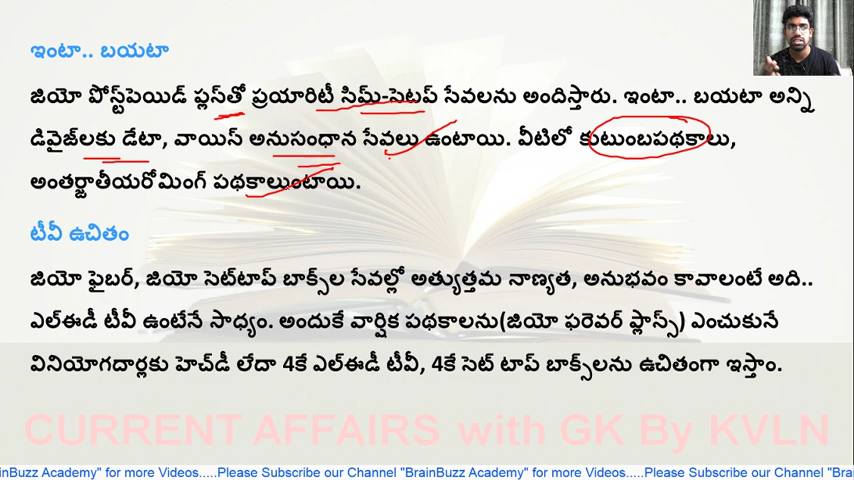 ఇంటా.. బయటా
జియో పోస్ట్‌పెయిడ్ ప్లస్‌తో ప్రయారిటీ సిమ్-సెటప్ సేవలను అందిస్తారు. ఇంటా.. బయటా అన్ని
డివైజ్‌లకు డేటా, వాయిస్ అనుసంధాన సేవలు ఉంటాయి. వీటిలో కుటుంబపథకాలు,
అంతర్జాతీయరోమింగ్ పథకాలుంటాయి.
టీవీ ఉచితం
జియో ఫైబర్, జియో సెట్‌టాప్ బాక్స్‌ల సేవల్లో అత్యుత్తమ నాణ్యత, అనుభవం కావాలంటే అది..
ఎల్ఈడీ టీవీ ఉంటేనే సాధ్యం. అందుకే వార్షిక పథకాలను(జియో ఫరెవర్ ప్లాన్స్) ఎంచుకునే
వినియోగదార్లకు హెచ్‌డీ లేదా 4కే ఎల్ఈడీ టీవీ, 4కే సెట్ టాప్ బాక్స్‌లను ఉచితంగా ఇస్తాం.
CURRENT AFFAIRS with GK By KVLN
inBuzz Academy" for more Videos.....Please Subscribe our Channel "BrainBuzz Academy" for more Videos.....Please Subscribe our Channel "Brai